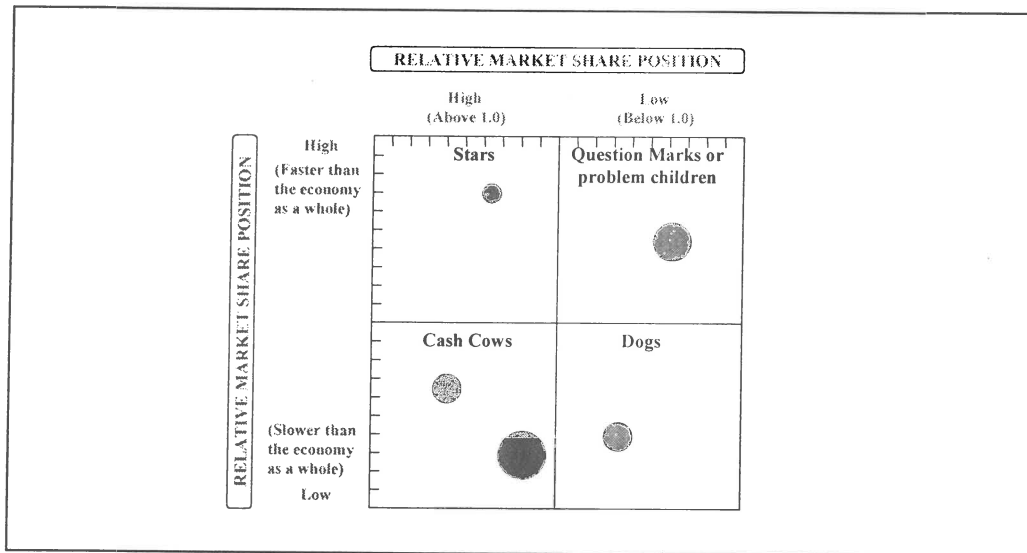 RELATIVE MARKET SHARE POSITION
High
(Above 1.0)
Low
(Below 1.0)
RELATIVE MARKET SHARE POSITION
High
(Faster than
the economy
as a whole)
(Slower than
the economy
as a whole)
Low
Stars
Question Marks or
problem children
Cash Cows
Dogs